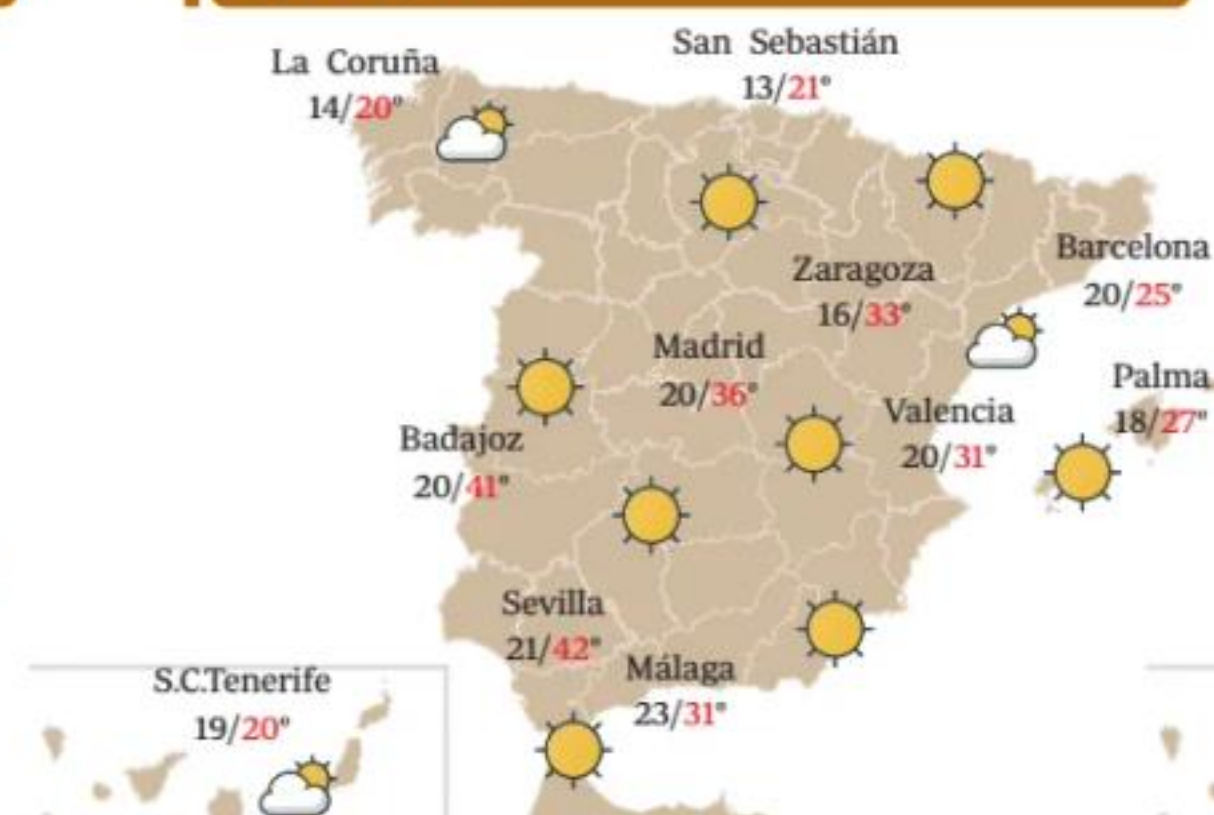 La Coruña
14/20°
San Sebastián
13/21°
Zaragoza
16/33°
Barcelona
20/25°
Madrid
20/36°
Palma
18/27°
Valencia
20/31°
Badajoz
20/41°
Sevilla
21/42°
Málaga
23/31°
S.C.Tenerife
19/20°